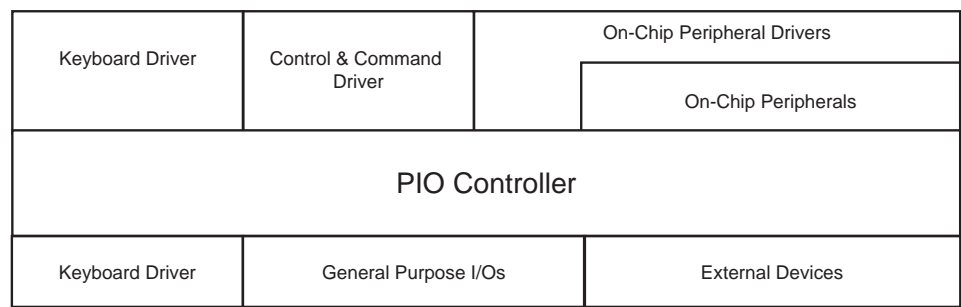 On-Chip Peripheral Drivers
Keyboard Driver
Control & Command
Driver
On-Chip Peripherals
PIO Controller
Keyboard Driver
General Purpose I/Os
External Devices